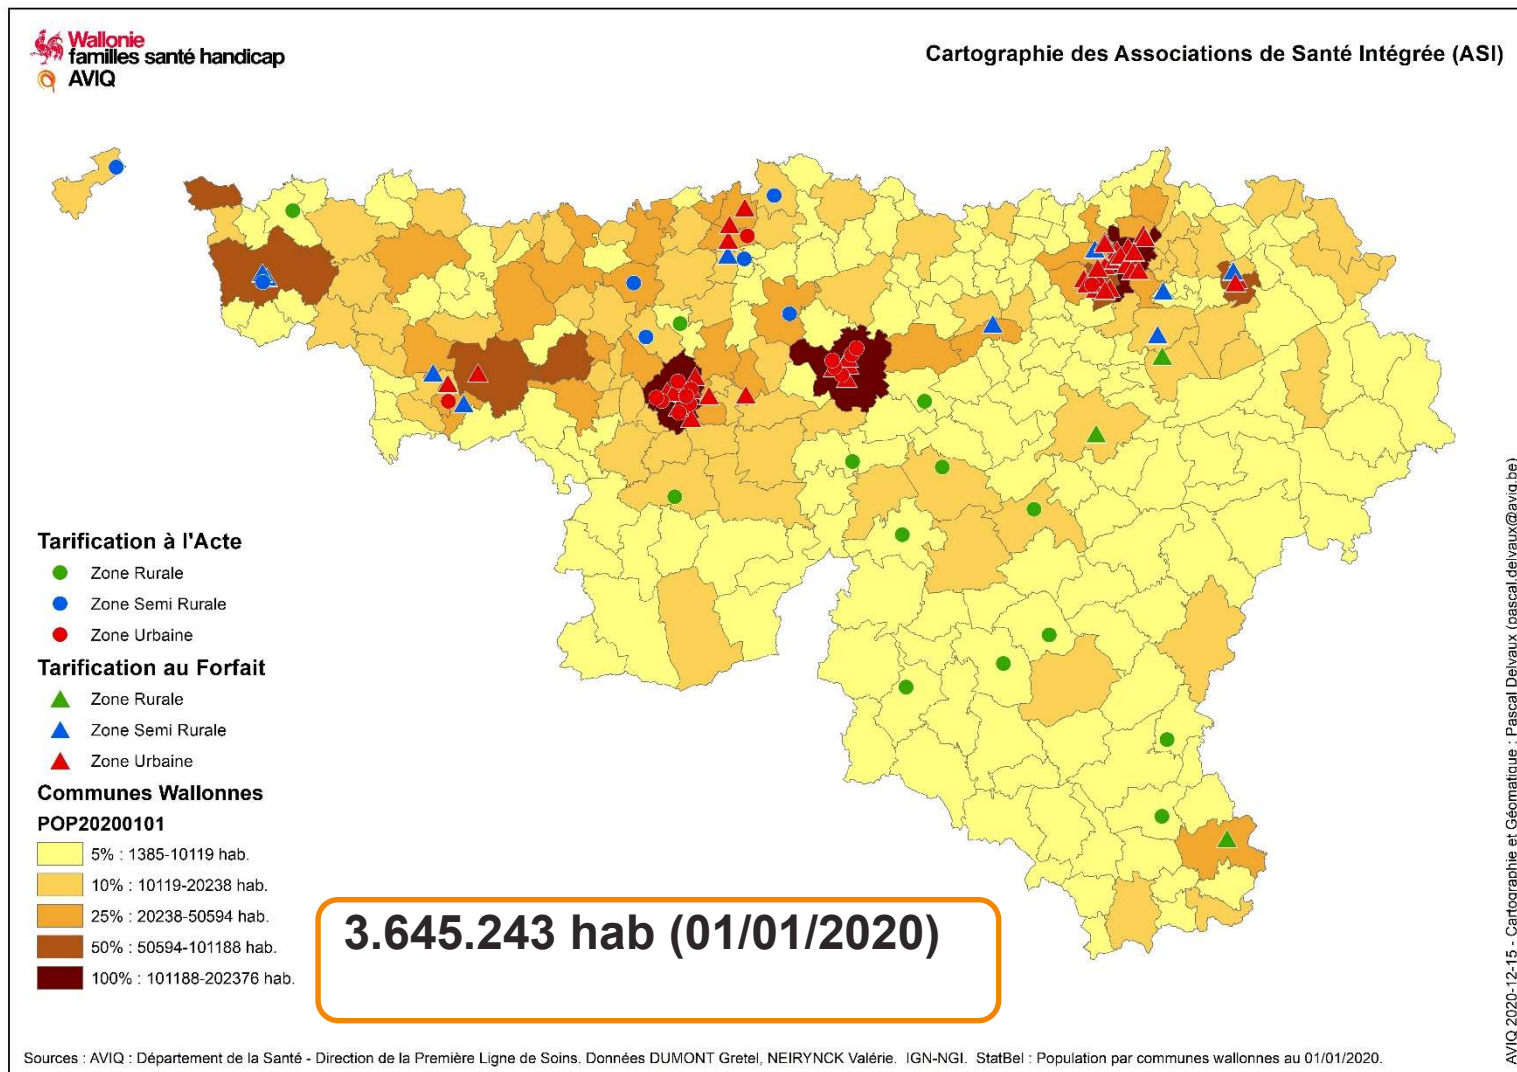 Wallonie
familles santé handicap
AVIQ
Cartographie des Associations de Santé Intégrée (ASI)
Tarification à l'Acte
Zone Rurale
Zone Semi Rurale
Zone Urbaine
Tarification au Forfait
Zone Rurale
Zone Semi Rurale
Zone Urbaine
Communes Wallonnes
POP20200101
5% : 1385-10119 hab.
10% : 10119-20238 hab.
25% : 20238-50594 hab.
50% : 50594-101188 hab.
100% : 101188-202376 hab.
3.645.243 hab (01/01/2020)
Sources : AVIQ : Département de la Santé - Direction de la Première Ligne de Soins. Données DUMONT Gretel, NEIRYNCK Valérie. IGN-NGI. StatBel : Population par communes wallonnes au 01/01/2020.
AVIQ 2020-12-15 - Cartographie et Géomatique : Pascal Delvaux (pascal.delvaux@aviq.be)